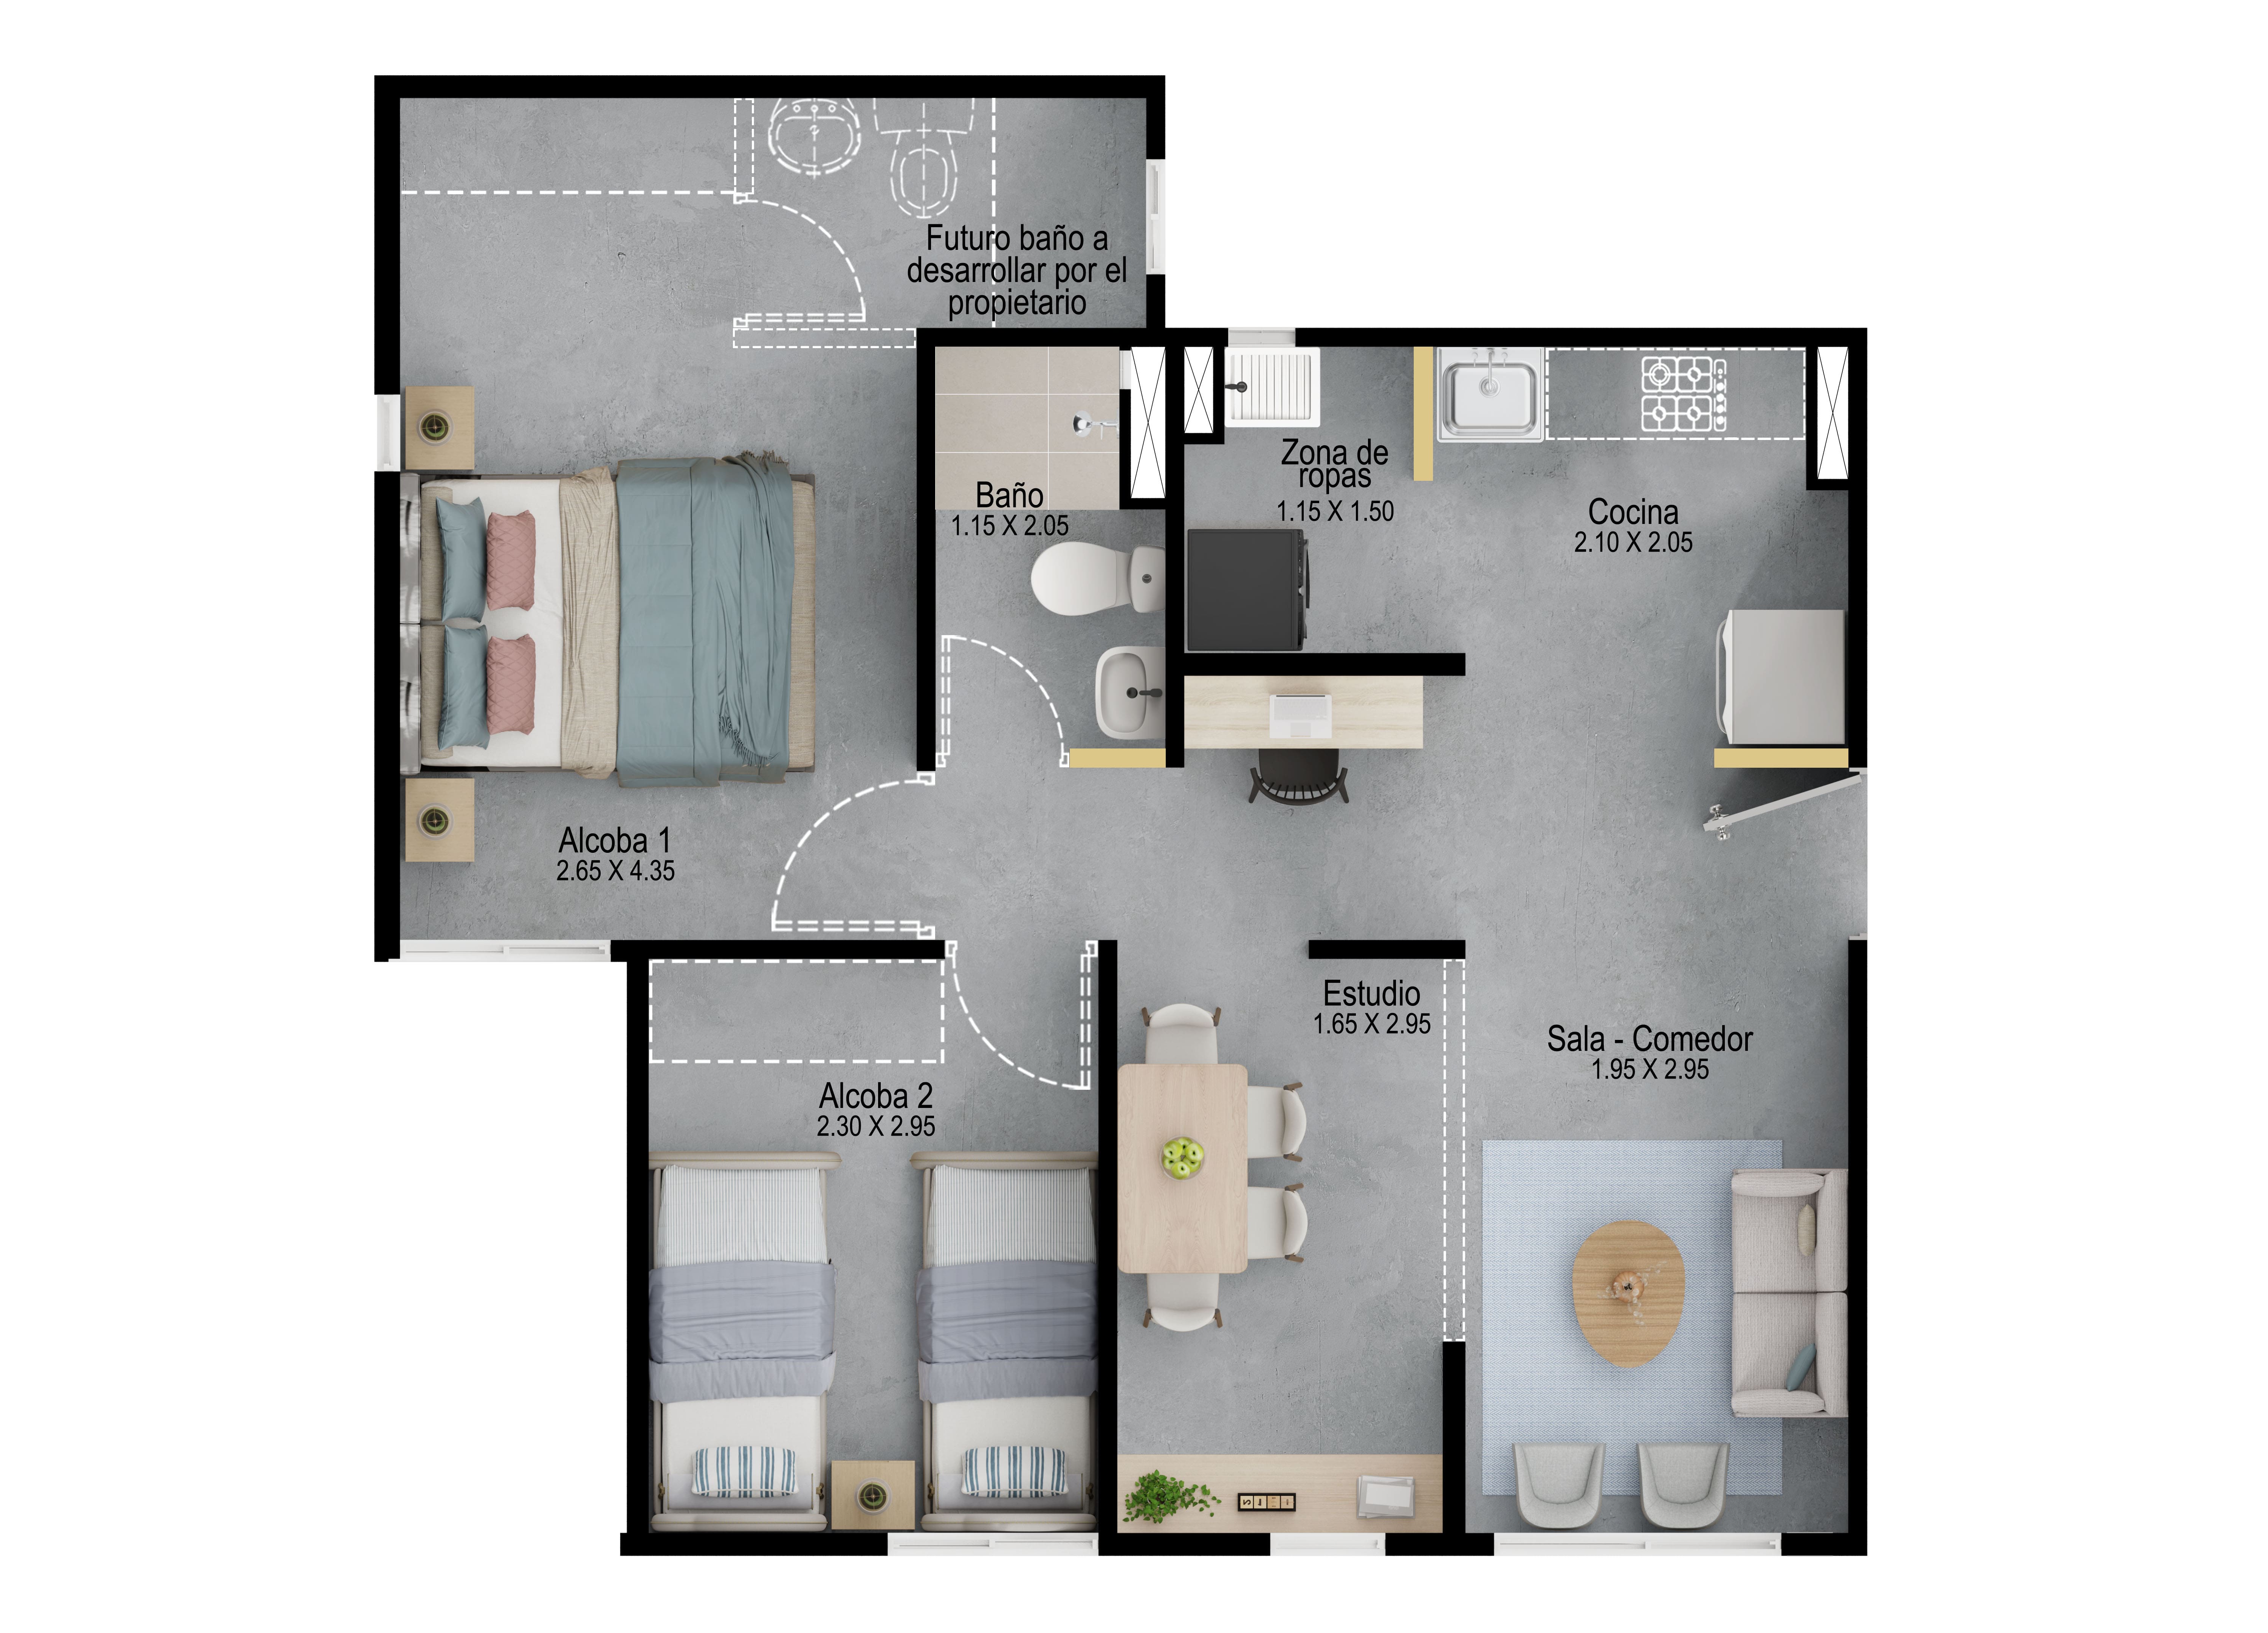 Futuro baño a
desarrollar por el
propietario
Zona de
ropas
1.15 X 1.50
Baño
1.15 X 2.05
Cocina
2.10 X 2.05
Alcoba 1
2.65 X 4.35
Estudio
1.65 X 2.95
Sala - Comedor
1.95 X 2.95
Alcoba 2
2.30 X 2.95